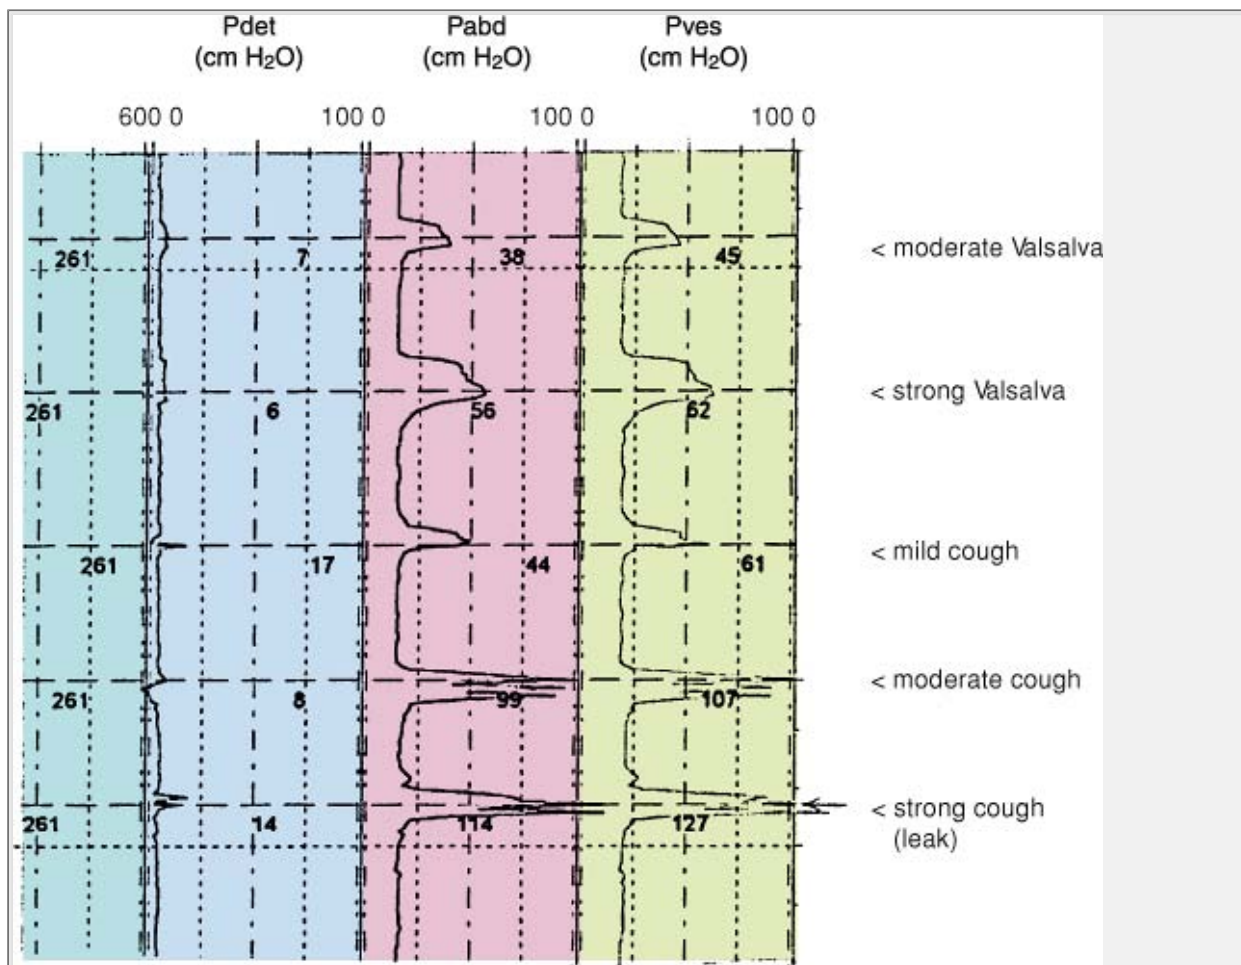 Pdet Pabd Pves
(cm H2O) (cm H2O) (cm H2O)
600 0 100 0 100 0 100 0
261 7 38 45 < moderate Valsalva
261 6 56 62 < strong Valsalva
261 17 44 61 < mild cough
261 8 99 107 < moderate cough
261 14 114 127 < strong cough
(leak)